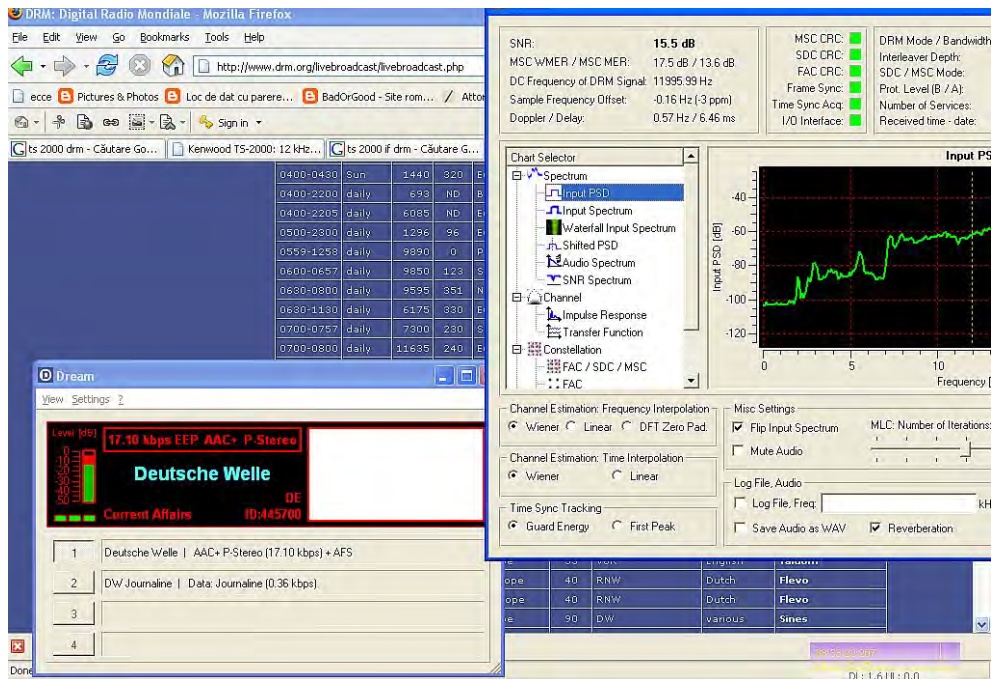 DRM: Digital Radio Mondiale - Mozilla Firefox
File Edit View Go Bookmarks Tools Help
http://www.drm.org/livebroadcast/livebroadcast.php
ecce Pictures & Photos Loc de dat cu parere... BadOrGood - Site rom...
Sign in
ts 2000 drm - Căutare Go... Kenwood TS-2000: 12 kHz... ts 2000 if drm - Căutare G...
0400-0430 Sun 1440 320
0400-2200 daily 693 ND
0400-2205 daily 6085 ND
0500-2300 daily 1296 96
0559-1258 daily 9890 0
0600-0657 daily 9850 123
0630-0800 daily 9595 351
0630-1130 daily 6175 330
0700-0757 daily 7300 230
0700-0800 daily 11635 240
SNR: 15.5 dB
MSC WMER / MSC MER: 17.5 dB / 13.6 dB
DC Frequency of DRM Signal: 11995.99 Hz
Sample Frequency Offset: -0.16 Hz (-3 ppm)
Doppler / Delay: 0.57 Hz / 6.46 ms
MSC CRC:
SDC CRC:
FAC CRC:
Frame Sync:
Time Sync Acq:
I/O Interface:
DRM Mode / Bandwidth
Interleaver Depth:
SDC / MSC Mode:
Prot. Level (B / A):
Number of Services:
Received time - date:
Chart Selector
Spectrum
Input PSD
Input Spectrum
Waterfall Input Spectrum
Shifted PSD
Audio Spectrum
SNR Spectrum
Channel
Impulse Response
Transfer Function
Constellation
FAC / SDC / MSC
FAC
Input PS
Input PSD [dB]
-40
-60
-80
-100
-120
0 5 10
Frequency [
Channel Estimation: Frequency Interpolation
Wiener Linear DFT Zero Pad.
Channel Estimation: Time Interpolation
Wiener Linear
Time Sync Tracking
Guard Energy First Peak
Misc Settings
Flip Input Spectrum
Mute Audio
MLC: Number of Iterations:
Log File, Audio
Log File, Freq: kH
Save Audio as WAV Reverberation
Dream
View Settings ?
Level [dB]
0
-10
-20
-30
-40
-50
17.10 kbps EEP AAC+ P-Stereo
Deutsche Welle
DE
Current Affairs ID:445700
1 Deutsche Welle | AAC+ P-Stereo (17.10 kbps) + AFS
2 DW Journaline | Data: Journaline (0.36 kbps)
3
4
ope 40 RNW Dutch Flevo
ope 40 RNW Dutch Flevo
90 DW various Sines
Done